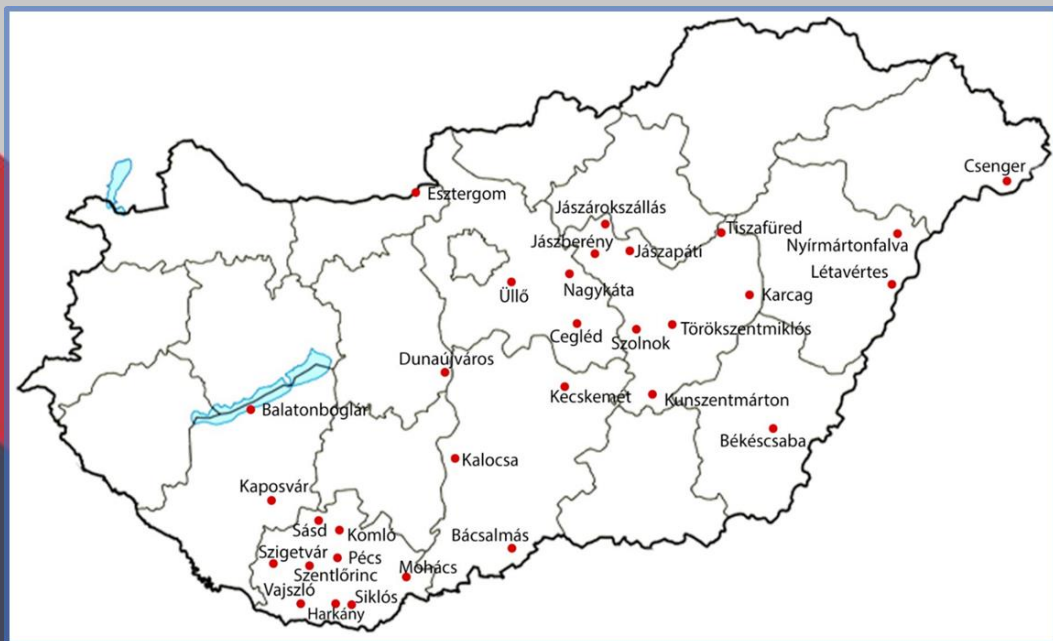 Csenger
Esztergom
Jászárokszállás
Tiszafüred
Jászberény
Nyírmártonfalva
Jászapáti
Létavértes
Nagykáta
Üllő
Karcag
Cegléd
Törökszentmiklós
Szolnok
Dunaújváros
Kecskemét
Kunszentmárton
Balatonboglár
Békéscsaba
Kalocsa
Kaposvár
Sásd
Komló
Bácsalmás
Szigetvár
Pécs
Szentlőrinc
Mohács
Vajszló
Siklós
Harkány